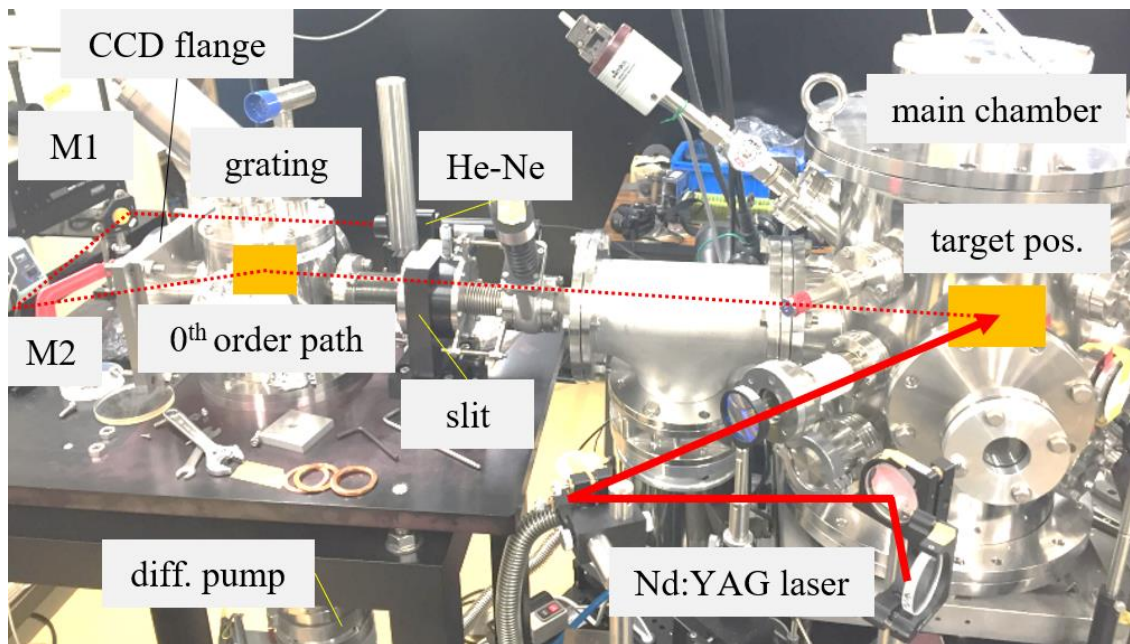 CCD flange
M1
grating
He-Ne
main chamber
target pos.
M2
0th order path
slit
diff. pump
Nd:YAG laser